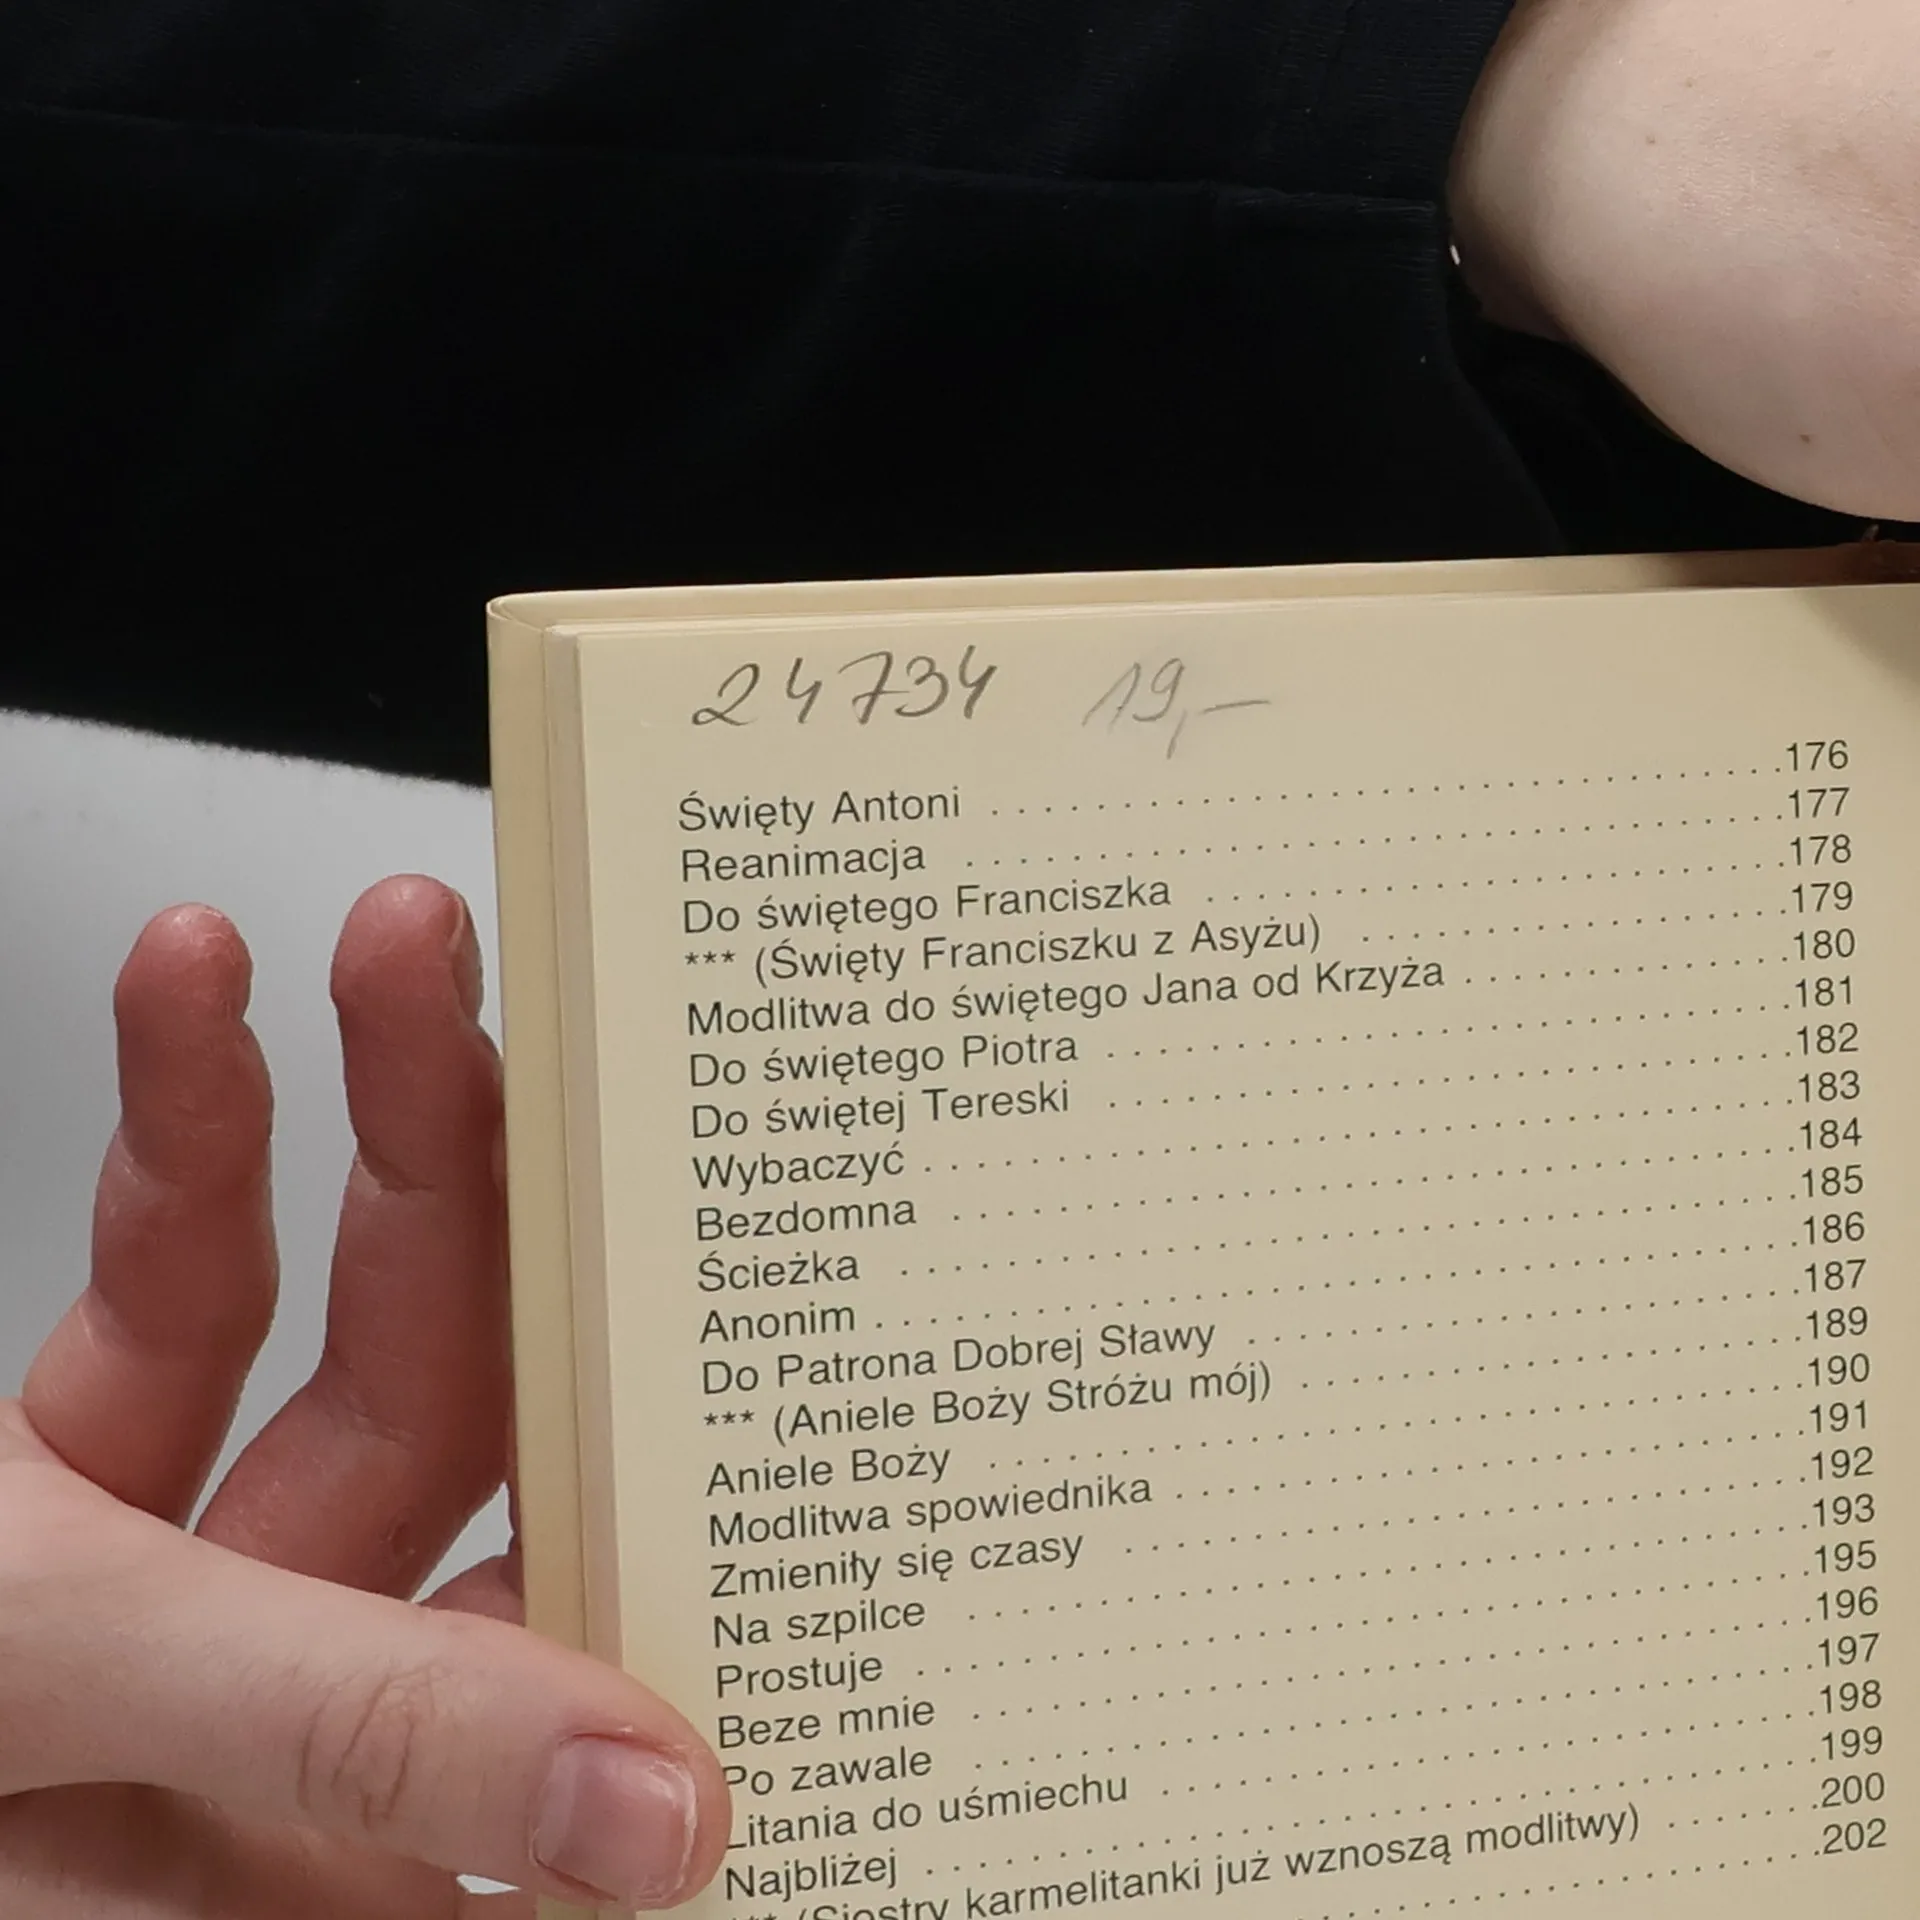 24734 19,-
Święty Antoni . . . . . . . . . . . . . . . . . . . . . . . . . . . . . .176
Reanimacja . . . . . . . . . . . . . . . . . . . . . . . . . . . . . . .177
Do świętego Franciszka . . . . . . . . . . . . . . . . . . . . . .178
*** (Święty Franciszku z Asyżu) . . . . . . . . . . . . . . . .179
Modlitwa do świętego Jana od Krzyża . . . . . . . . . . . . .180
Do świętego Piotra . . . . . . . . . . . . . . . . . . . . . . . . . .181
Do świętej Tereski . . . . . . . . . . . . . . . . . . . . . . . . . .182
Wybaczyć . . . . . . . . . . . . . . . . . . . . . . . . . . . . . . . . .183
Bezdomna . . . . . . . . . . . . . . . . . . . . . . . . . . . . . . . .184
Ścieżka . . . . . . . . . . . . . . . . . . . . . . . . . . . . . . . . . .185
Anonim . . . . . . . . . . . . . . . . . . . . . . . . . . . . . . . . . . .186
Do Patrona Dobrej Sławy . . . . . . . . . . . . . . . . . . . . .187
*** (Aniele Boży Stróżu mój) . . . . . . . . . . . . . . . . . . .189
Aniele Boży . . . . . . . . . . . . . . . . . . . . . . . . . . . . . . .190
Modlitwa spowiednika . . . . . . . . . . . . . . . . . . . . . . . .191
Zmieniły się czasy . . . . . . . . . . . . . . . . . . . . . . . . . .192
Na szpilce . . . . . . . . . . . . . . . . . . . . . . . . . . . . . . . .193
Prostuje . . . . . . . . . . . . . . . . . . . . . . . . . . . . . . . . . .195
Beze mnie . . . . . . . . . . . . . . . . . . . . . . . . . . . . . . . .196
Po zawale . . . . . . . . . . . . . . . . . . . . . . . . . . . . . . . .197
Litania do uśmiechu . . . . . . . . . . . . . . . . . . . . . . . . .198
Najbliżej . . . . . . . . . . . . . . . . . . . . . . . . . . . . . . . . . .199
*** (Siostry karmelitanki już wznoszą modlitwy) . . . . . .200
. . . . . . . . . . . . . . . . . . . .202